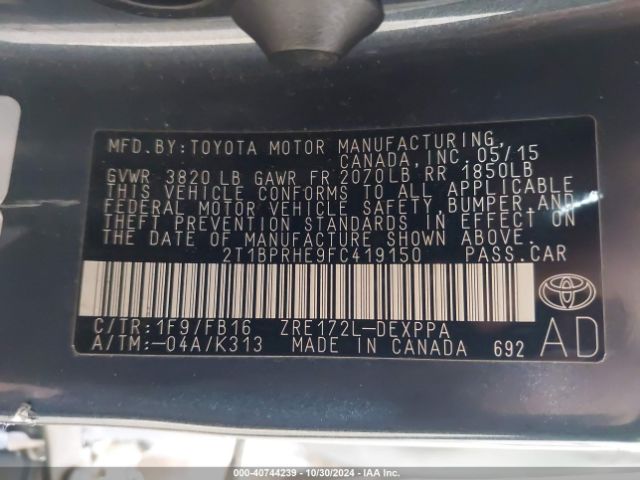 MFD.BY:TOYOTA MOTOR MANUFACTURING,
CANADA,INC. 05/15
GVWR 3820 LB GAWR FR 2070LB RR 1850LB
THIS VEHICLE CONFORMS TO ALL APPLICABLE
FEDERAL MOTOR VEHICLE SAFETY, BUMPER,AND
THEFT PREVENTION STANDARDS IN EFFECT ON
THE DATE OF MANUFACTURE SHOWN ABOVE.
2T1BPRHE9FC419150 PASS.CAR
C/TR:1F9/FB16 ZRE172L-DEXPPA
A/TM:-04A/K313 MADE IN CANADA 692
AD
000-40744239 - 10/30/2024 - IAA Inc.